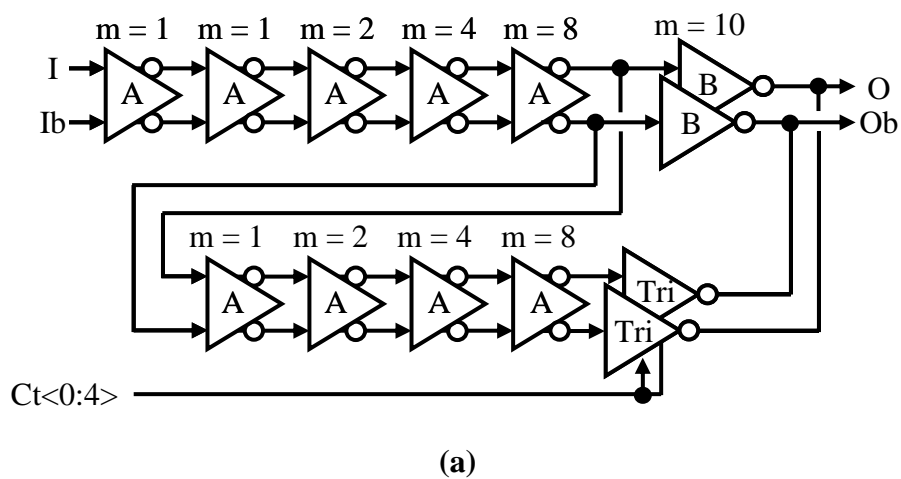 m = 1 m = 1 m = 2 m = 4 m = 8 m = 10
I A A A A A B O
Ib B Ob
m = 1 m = 2 m = 4 m = 8
A A A A Tri
Tri
Ct<0:4>
(a)